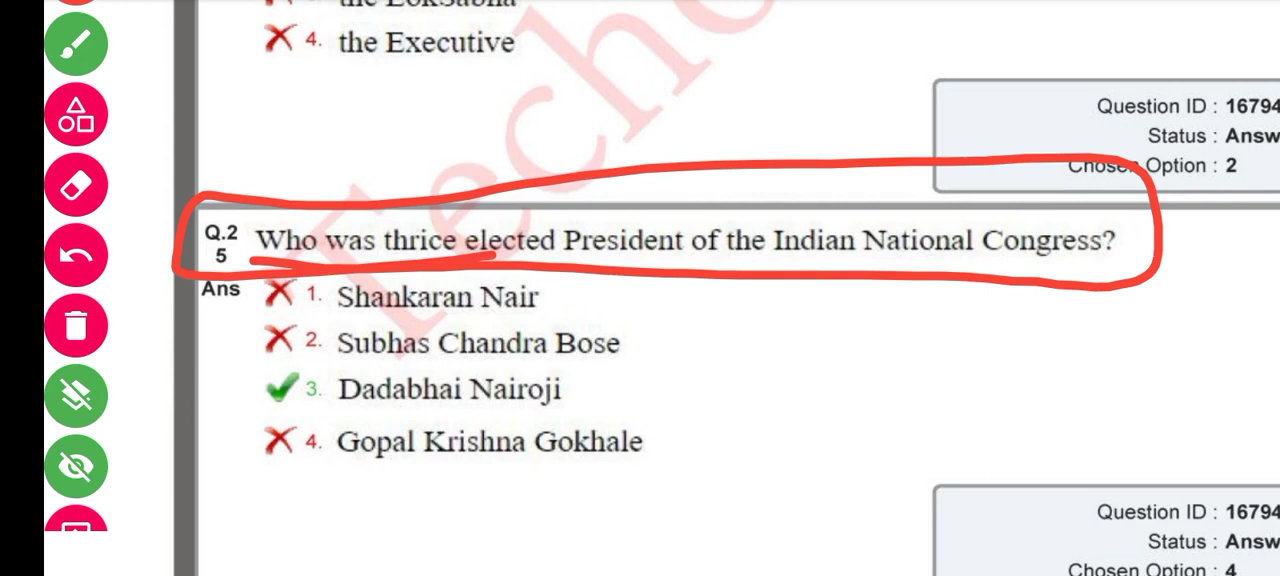 4. the Executive
Question ID : 16794
Status : Answ
Chosen Option : 2
Q.2
5
Who was thrice elected President of the Indian National Congress?
Ans
1. Shankaran Nair
2. Subhas Chandra Bose
3. Dadabhai Nairoji
4. Gopal Krishna Gokhale
Question ID : 16794
Status : Answ
Chosen Option : 4
Techo